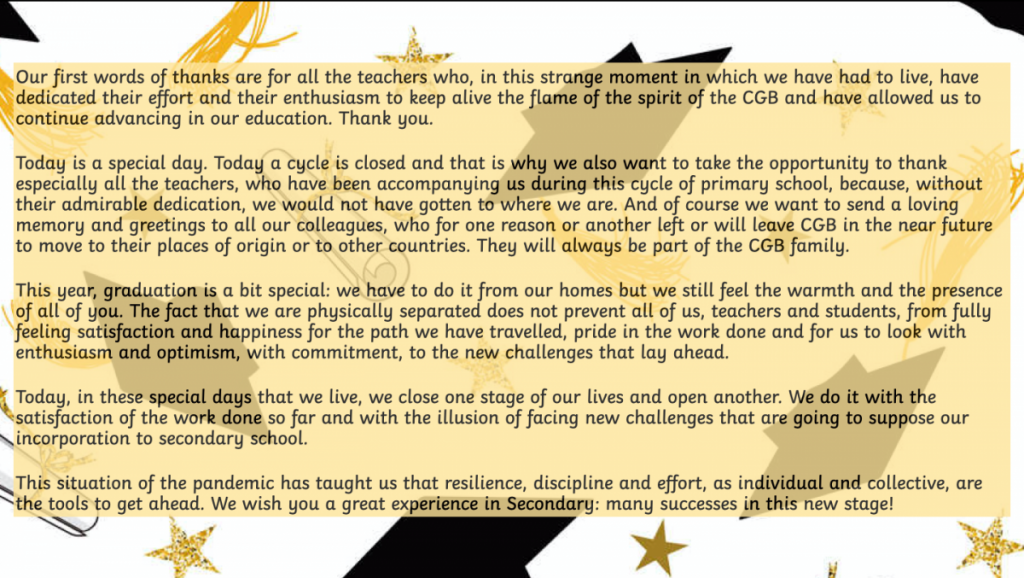 Our first words of thanks are for all the teachers who, in this strange moment in which we have had to live, have
dedicated their effort and their enthusiasm to keep alive the flame of the spirit of the CGB and have allowed us to
continue advancing in our education. Thank you.
Today is a special day. Today a cycle is closed and that is why we also want to take the opportunity to thank
especially all the teachers, who have been accompanying us during this cycle of primary school, because, without
their admirable dedication, we would not have gotten to where we are. And of course we want to send a loving
memory and greetings to all our colleagues, who for one reason or another left or will leave CGB in the near future
to move to their places of origin or to other countries. They will always be part of the CGB family.
This year, graduation is a bit special: we have to do it from our homes but we still feel the warmth and the presence
of all of you. The fact that we are physically separated does not prevent all of us, teachers and students, from fully
feeling satisfaction and happiness for the path we have travelled, pride in the work done and for us to look with
enthusiasm and optimism, with commitment, to the new challenges that lay ahead.
Today, in these special days that we live, we close one stage of our lives and open another. We do it with the
satisfaction of the work done so far and with the illusion of facing new challenges that are going to suppose our
incorporation to secondary school.
This situation of the pandemic has taught us that resilience, discipline and effort, as individual and collective, are
the tools to get ahead. We wish you a great experience in Secondary: many successes in this new stage!